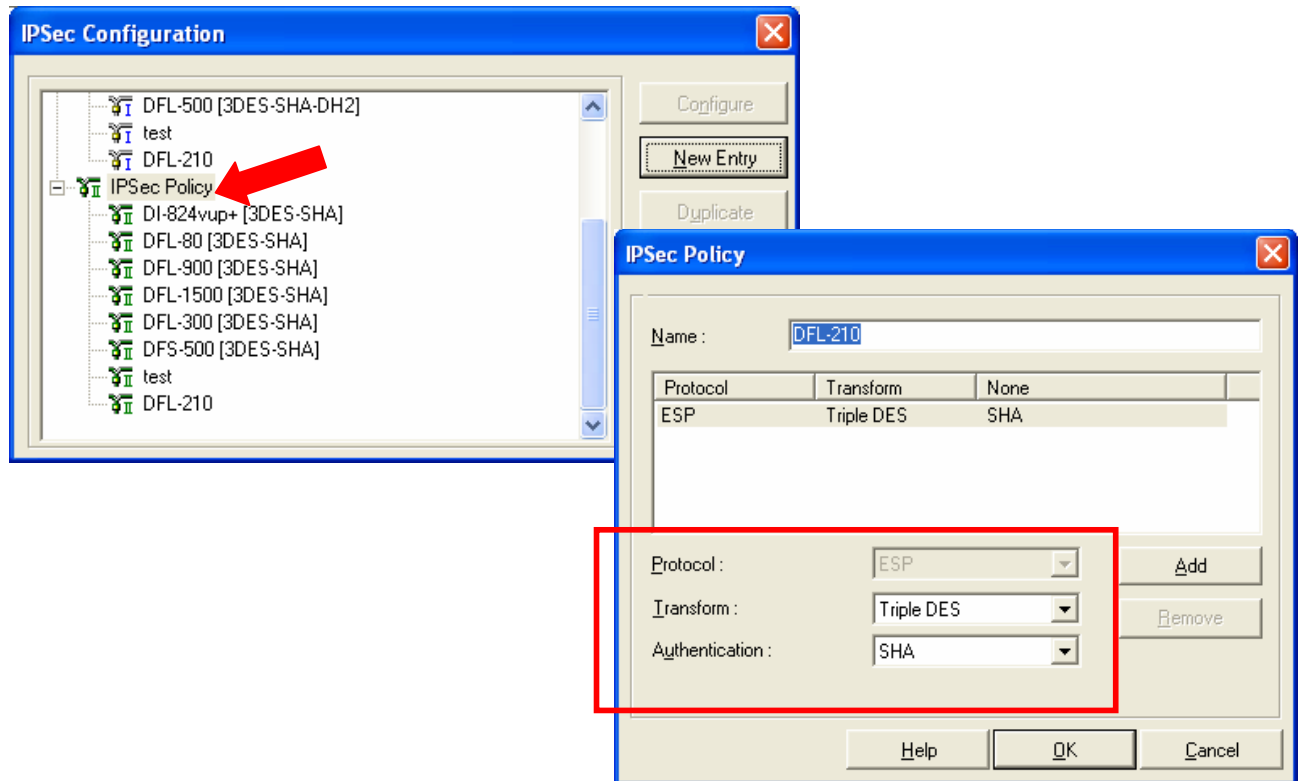 IPSec Configuration
DFL-500 [3DES-SHA-DH2]
test
DFL-210
IPSec Policy
DI-824vup+ [3DES-SHA]
DFL-80 [3DES-SHA]
DFL-900 [3DES-SHA]
DFL-1500 [3DES-SHA]
DFL-300 [3DES-SHA]
DFS-500 [3DES-SHA]
test
DFL-210
Configure
New Entry
Duplicate
IPSec Policy
Name :
DFL-210
Protocol Transform None
ESP Triple DES SHA
Protocol : ESP
Transform : Triple DES
Authentication : SHA
Add
Remove
Help OK Cancel